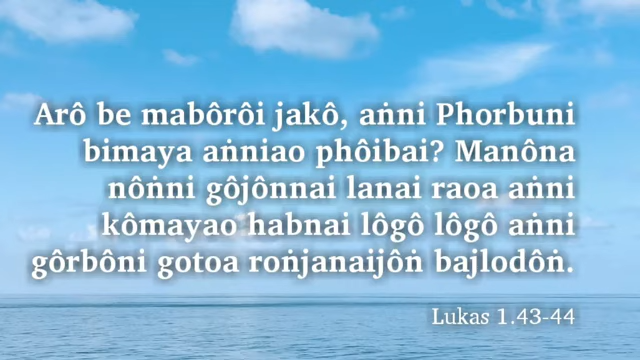 Arô be mabôrôi jakô, aṅni Phorbuni
bimaya aṅniao phôibai? Manôna
nôṅni gôjônnai lanai raoa aṅni
kômayao habnai lôgô lôgô aṅni
gôrbôni gotoa roṅjanaijôṅ bajlodôṅ.
Lukas 1.43-44